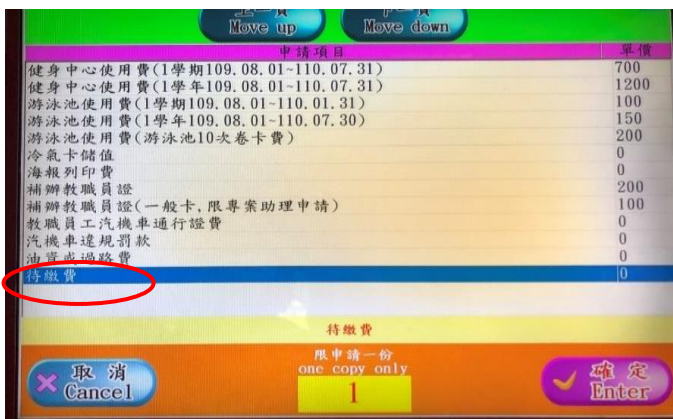 Move up
Move down
申請項目 單價
健身中心使用費(1學期109.08.01~110.07.31) 700
健身中心使用費(1學年109.08.01~110.07.31) 1200
游泳池使用費(1學期109.08.01~110.01.31) 100
游泳池使用費(1學年109.08.01~110.07.30) 150
游泳池使用費(游泳池10次卷卡費) 200
冷氣卡儲值 0
海報列印費 0
補辦教職員證 200
補辦教職員證(一般卡,限專案助理申請) 100
教職員工汽機車通行證費 0
汽機車違規罰款 0
油資或過路費 0
待繳費 0
待繳費
限申請一份
one copy only
1
取消
Cancel
確定
Enter